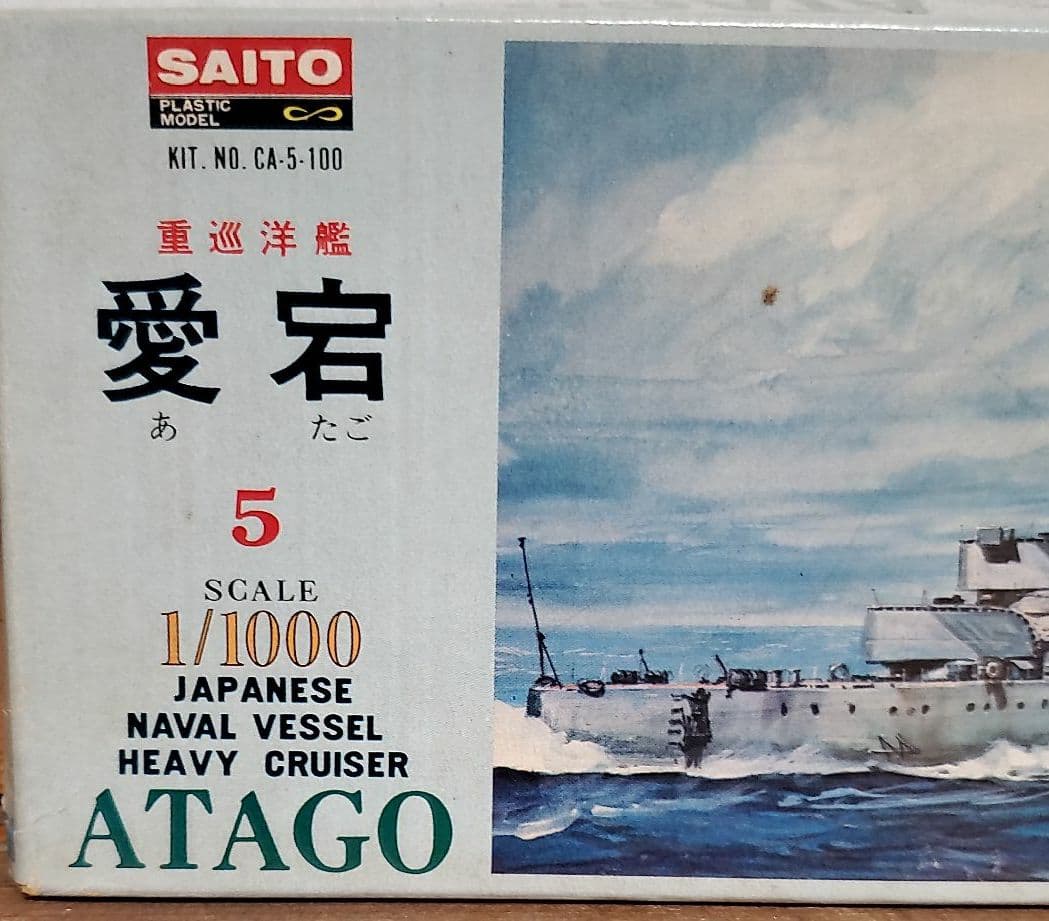 SAITO
PLASTIC
MODEL
KIT. NO. CA-5-100
重巡洋艦
愛宕
あ たご
5
SCALE
1/1000
JAPANESE
NAVAL VESSEL
HEAVY CRUISER
ATAGO